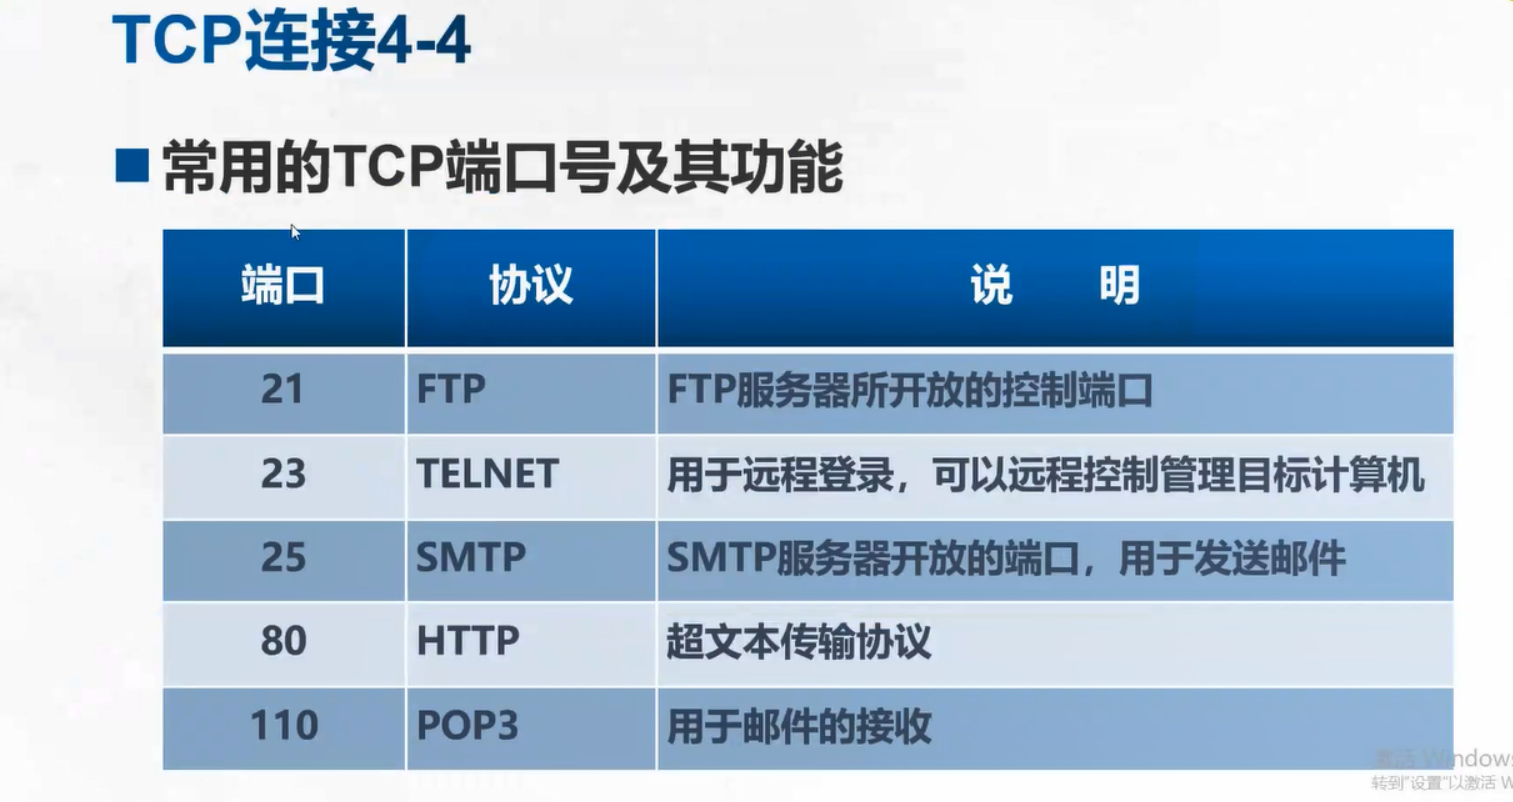 TCP连接4-4
常用的TCP端口号及其功能
端口 协议 说 明
21 FTP FTP服务器所开放的控制端口
23 TELNET 用于远程登录，可以远程控制管理目标计算机
25 SMTP SMTP服务器开放的端口，用于发送邮件
80 HTTP 超文本传输协议
110 POP3 用于邮件的接收
激活 Windows
转到"设置"以激活 W